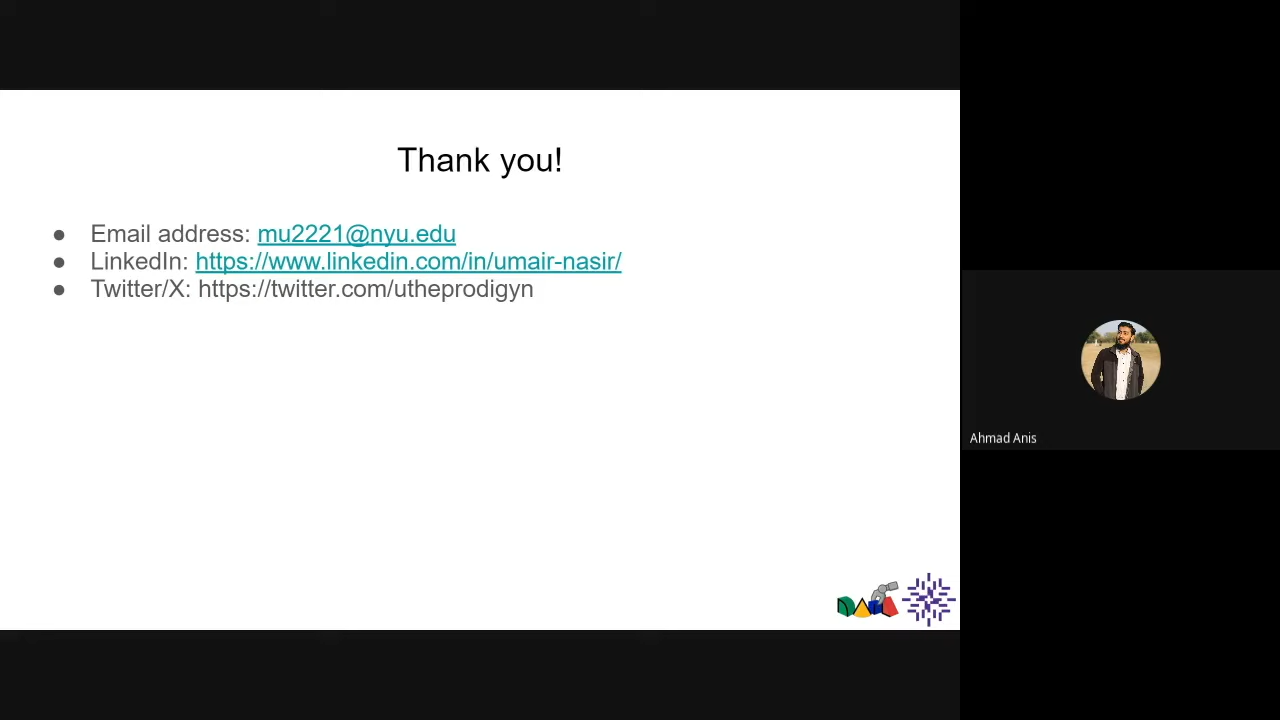 Thank you!
● Email address: mu2221@nyu.edu
● LinkedIn: https://www.linkedin.com/in/umair-nasir/
● Twitter/X: https://twitter.com/utheprodigyn
Ahmad Anis